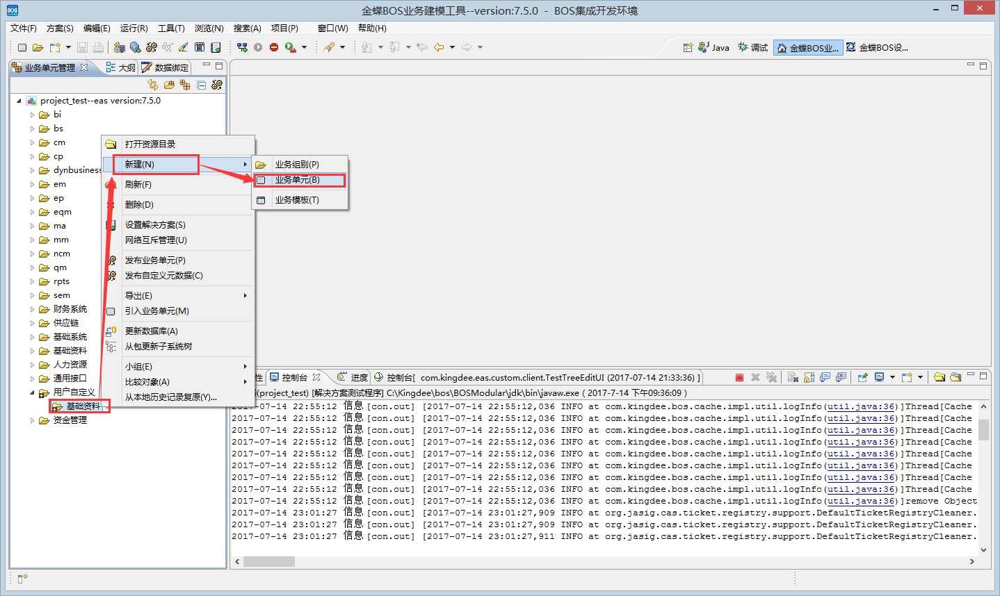 BOS
金蝶BOS业务建模工具--version:7.5.0 - BOS集成开发环境
文件(F) 方案(S) 编辑(E) 运行(R) 工具(T) 浏览(N) 搜索(A) 项目(P) 窗口(W) 帮助(H)
Java 调试 金蝶BOS业... 金蝶BOS设...
业务单元管理 大纲 数据绑定
project_test--eas version:7.5.0
bi
bs
cm
cp
dynbusiness
em
ep
eqm
ma
mm
ncm
qm
rpts
sem
财务系统
供应链
基础系统
基础资料
人力资源
通用接口
用户自定义
基础资料
资金管理
打开资源目录
新建(N)
刷新(F)
删除(D)
设置解决方案(S)
网络互斥管理(U)
发布业务单元(P)
发布自定义元数据(C)
导出(E)
引入业务单元(M)
更新数据库(A)
从包更新子系统树
小组(E)
比较对象(A)
从本地历史记录复原(Y)...
业务组别(P)
业务单元(B)
业务模板(T)
性 控制台 进度 控制台[ com.kingdee.eas.custom.client.TestTreeEditUI (2017-07-14 21:33:36) ]
(project_test) [解决方案测试程序] C:\Kingdee\bos\BOSModular\jdk\bin\javaw.exe ( 2017-7-14 下午09:36:09 )
2017-07-14 22:55:12 信息 [con.out] [2017-07-14 22:55:12,036 INFO at com.kingdee.bos.cache.impl.util.logInfo(util.java:36)]Thread[Cache
2017-07-14 22:55:12 信息 [con.out] [2017-07-14 22:55:12,036 INFO at com.kingdee.bos.cache.impl.util.logInfo(util.java:36)]Thread[Cache
2017-07-14 22:55:12 信息 [con.out] [2017-07-14 22:55:12,036 INFO at com.kingdee.bos.cache.impl.util.logInfo(util.java:36)]Thread[Cache
2017-07-14 22:55:12 信息 [con.out] [2017-07-14 22:55:12,036 INFO at com.kingdee.bos.cache.impl.util.logInfo(util.java:36)]Thread[Cache
2017-07-14 22:55:12 信息 [con.out] [2017-07-14 22:55:12,036 INFO at com.kingdee.bos.cache.impl.util.logInfo(util.java:36)]Thread[Cache
2017-07-14 22:55:12 信息 [con.out] [2017-07-14 22:55:12,036 INFO at com.kingdee.bos.cache.impl.util.logInfo(util.java:36)]Thread[Cache
2017-07-14 22:55:12 信息 [con.out] [2017-07-14 22:55:12,036 INFO at com.kingdee.bos.cache.impl.util.logInfo(util.java:36)]Thread[Cache
2017-07-14 22:55:12 信息 [con.out] [2017-07-14 22:55:12,036 INFO at com.kingdee.bos.cache.impl.util.logInfo(util.java:36)]Thread[Cache
2017-07-14 22:55:12 信息 [con.out] [2017-07-14 22:55:12,036 INFO at com.kingdee.bos.cache.impl.util.logInfo(util.java:36)]remove Object
2017-07-14 23:01:27 信息 [con.out] [2017-07-14 23:01:27,909 INFO at org.jasig.cas.ticket.registry.support.DefaultTicketRegistryCleaner.
2017-07-14 23:01:27 信息 [con.out] [2017-07-14 23:01:27,909 INFO at org.jasig.cas.ticket.registry.support.DefaultTicketRegistryCleaner.
2017-07-14 23:01:27 信息 [con.out] [2017-07-14 23:01:27,911 INFO at org.jasig.cas.ticket.registry.support.DefaultTicketRegistryCleaner.